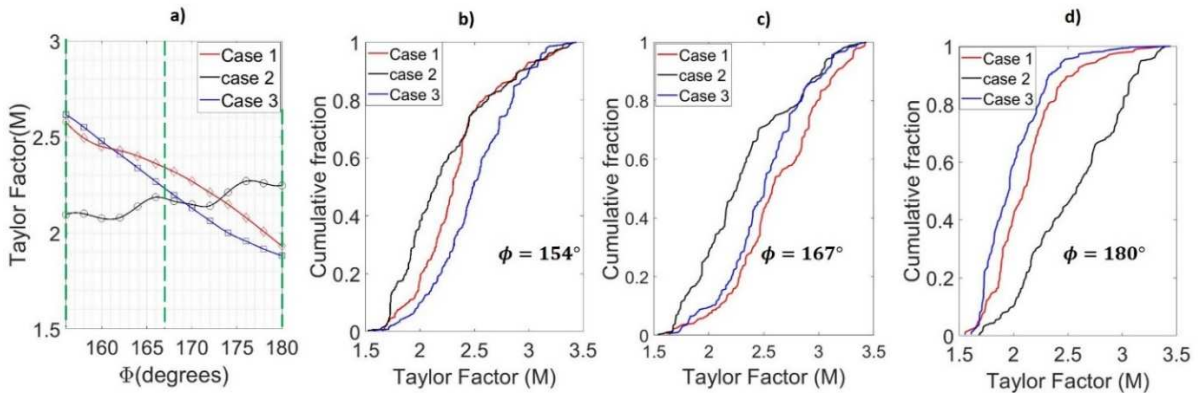 a)
3
2.5
2
1.5
Taylor Factor(M)
Case 1
case 2
Case 3
160
165
170
175
180
Φ(degrees)
b)
1
0.8
0.6
0.4
0.2
0
Cumulative fraction
Case 1
case 2
Case 3
ϕ = 154°
1.5
2
2.5
3
3.5
Taylor Factor (M)
c)
1
0.8
0.6
0.4
0.2
0
Cumulative fraction
Case 1
case 2
Case 3
ϕ = 167°
1.5
2
2.5
3
3.5
Taylor Factor (M)
d)
1
0.8
0.6
0.4
0.2
0
Cumulative fraction
Case 1
case 2
Case 3
ϕ = 180°
1.5
2
2.5
3
3.5
Taylor Factor (M)